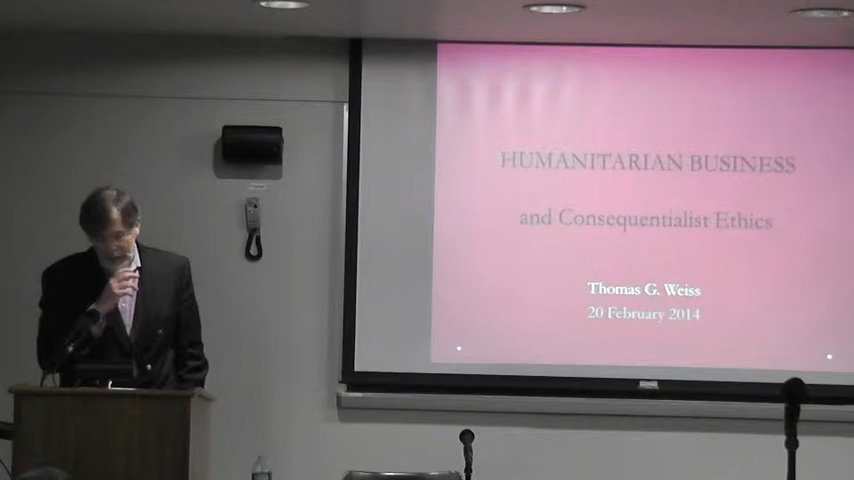 HUMANITARIAN BUSINESS
and Consequentialist Ethics
Thomas G. Weiss
20 February 2014